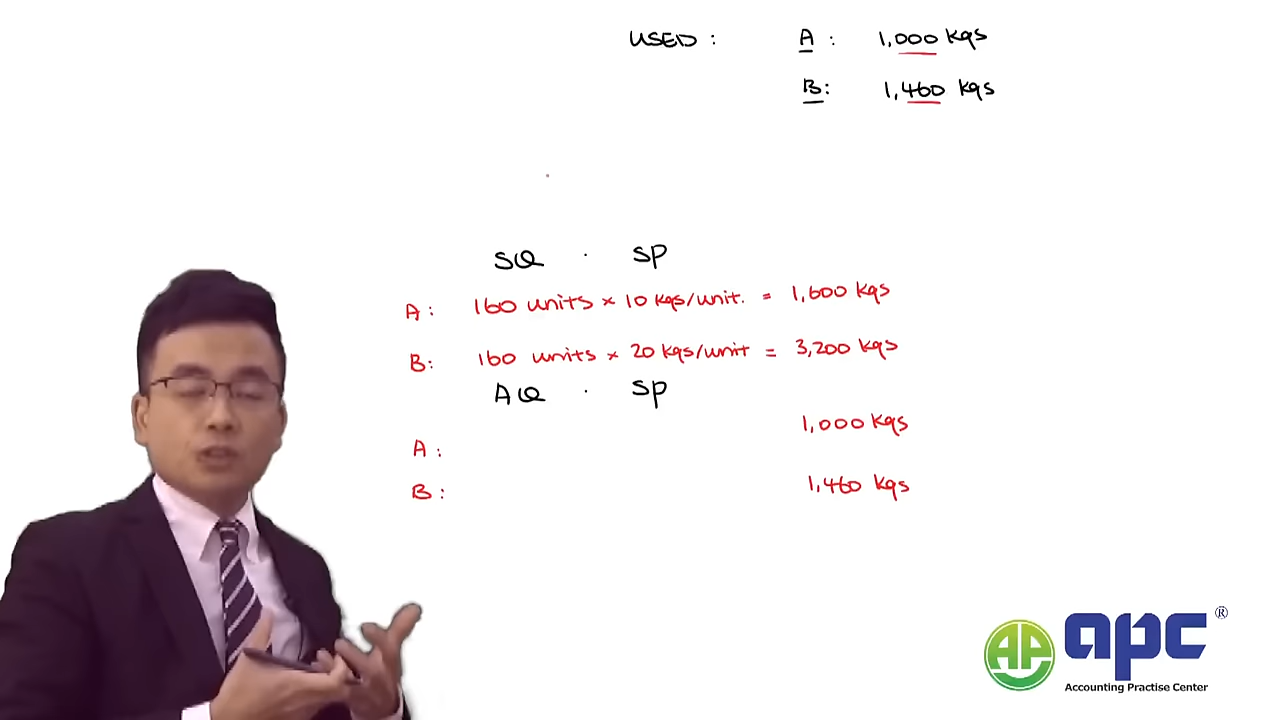 USED : A : 1,000 kgs
B : 1,460 kgs
SQ · SP
A : 160 units × 10 kgs/unit. = 1,600 kgs
B : 160 units × 20 kgs/unit = 3,200 kgs
AQ · SP
1,000 kgs
A :
1,460 kgs
B :
AP apc ®
Accounting Practise Center